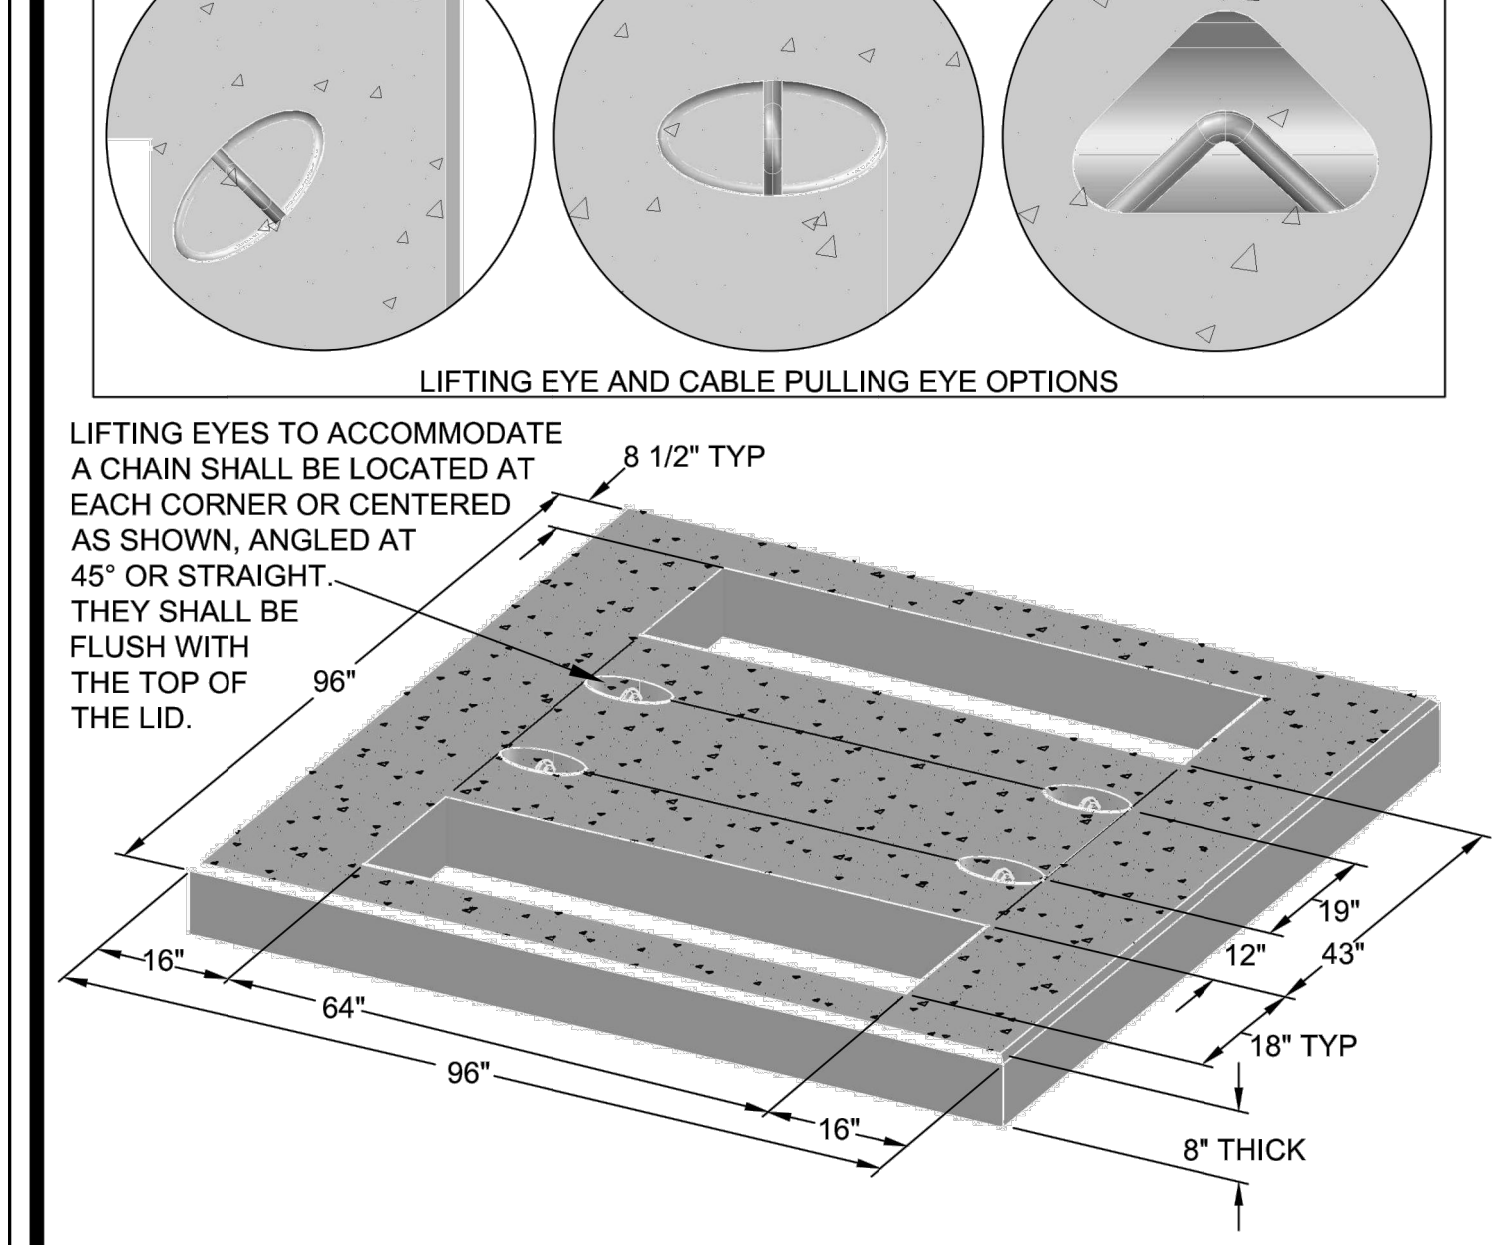 LIFTING EYE AND CABLE PULLING EYE OPTIONS
LIFTING EYES TO ACCOMMODATE
A CHAIN SHALL BE LOCATED AT
EACH CORNER OR CENTERED
AS SHOWN, ANGLED AT
45° OR STRAIGHT.
THEY SHALL BE
FLUSH WITH
THE TOP OF
THE LID.
8 1/2" TYP
96"
19"
12"
43"
16"
64"
18" TYP
96"
16"
8" THICK